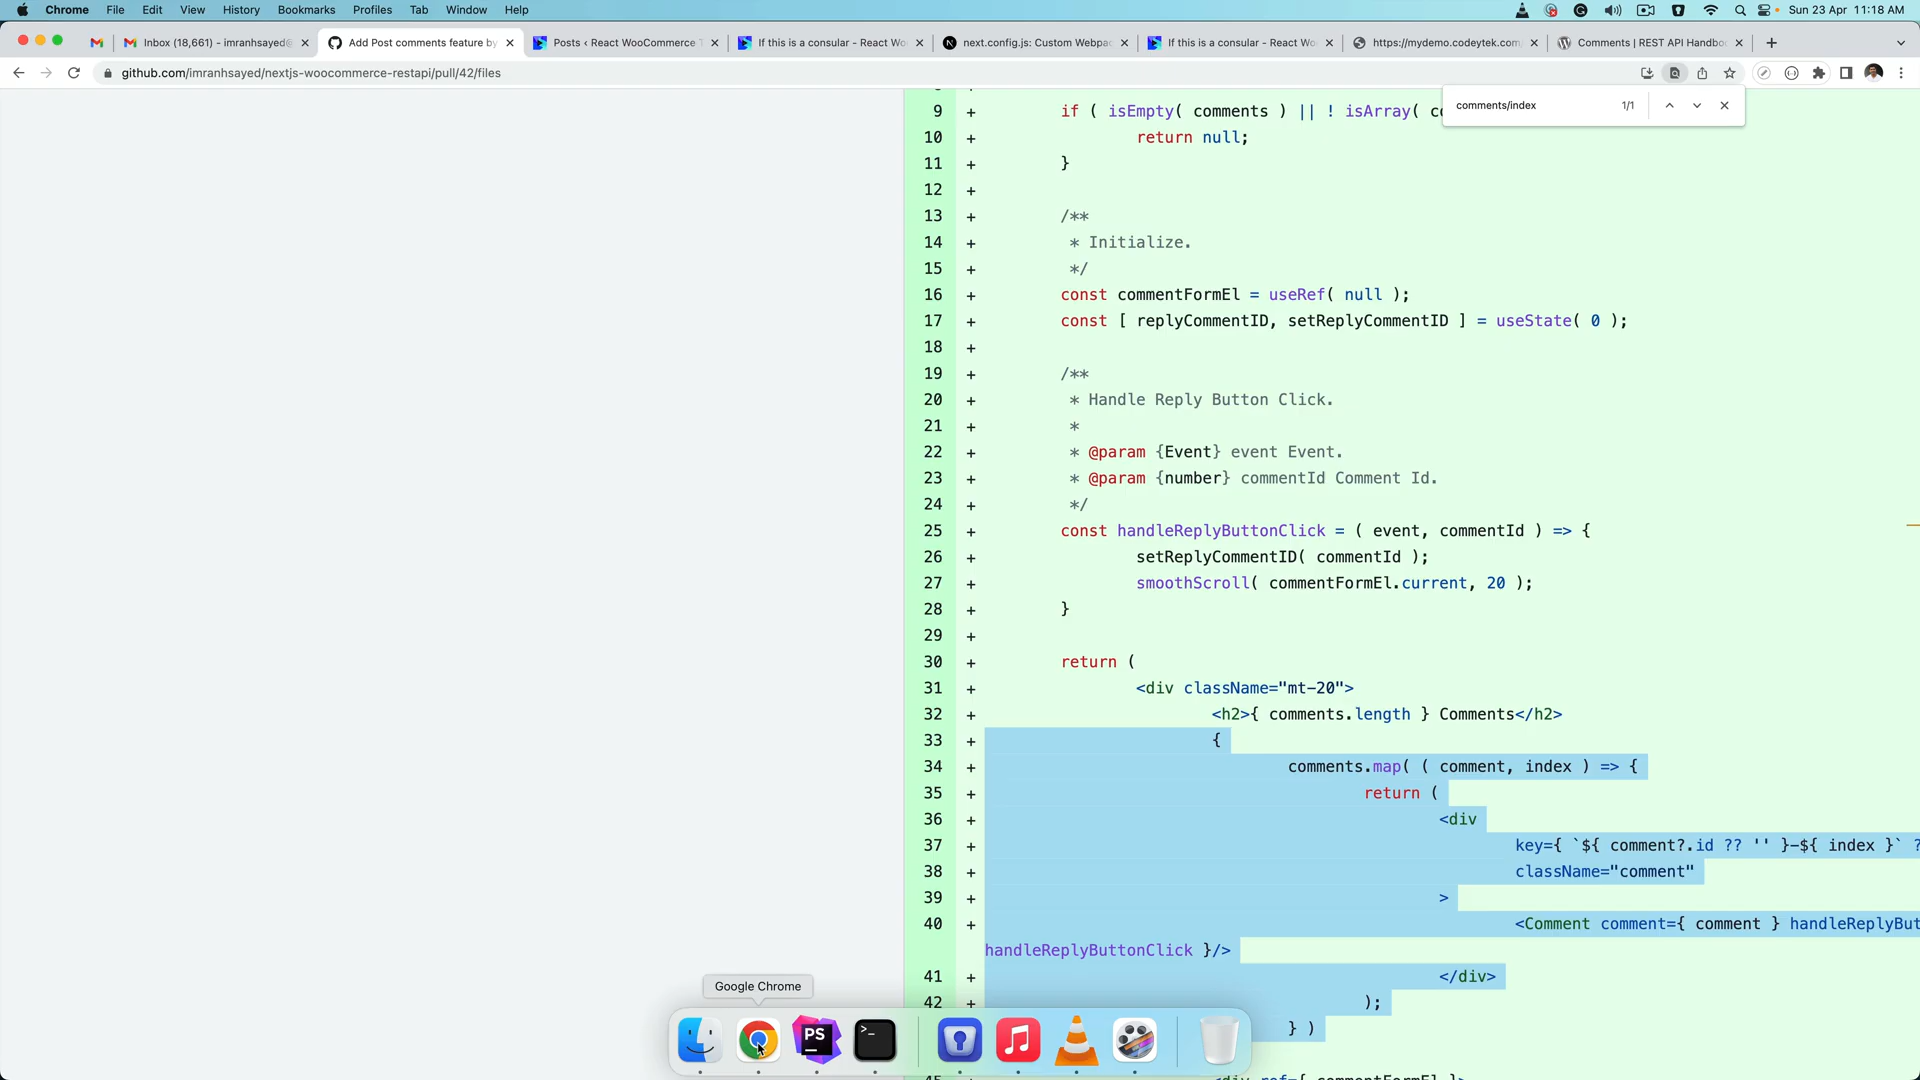 Chrome File Edit View History Bookmarks Profiles Tab Window Help Sun 23 Apr 11:18 AM
Inbox (18,661) - imranhsayed@ Add Post comments feature by Posts ‹ React WooCommerce T If this is a consular - React Wo next.config.js: Custom Webpac If this is a consular - React Wo https://mydemo.codeytek.com Comments | REST API Handboo
github.com/imranhsayed/nextjs-woocommerce-restapi/pull/42/files
comments/index 1/1
9 + if ( isEmpty( comments ) || ! isArray( co
10 + return null;
11 + }
12 +
13 + /**
14 + * Initialize.
15 + */
16 + const commentFormEl = useRef( null );
17 + const [ replyCommentID, setReplyCommentID ] = useState( 0 );
18 +
19 + /**
20 + * Handle Reply Button Click.
21 + *
22 + * @param {Event} event Event.
23 + * @param {number} commentId Comment Id.
24 + */
25 + const handleReplyButtonClick = ( event, commentId ) => {
26 + setReplyCommentID( commentId );
27 + smoothScroll( commentFormEl.current, 20 );
28 + }
29 +
30 + return (
31 + <div className="mt-20">
32 + <h2>{ comments.length } Comments</h2>
33 + {
34 + comments.map( ( comment, index ) => {
35 + return (
36 + <div
37 + key={ `${ comment?.id ?? '' }-${ index }` ?
38 + className="comment"
39 + >
40 + <Comment comment={ comment } handleReplyBut
handleReplyButtonClick }/>
41 + </div>
42 + );
} )
<div ref={ commentFormEl }>
Google Chrome
PS
>_